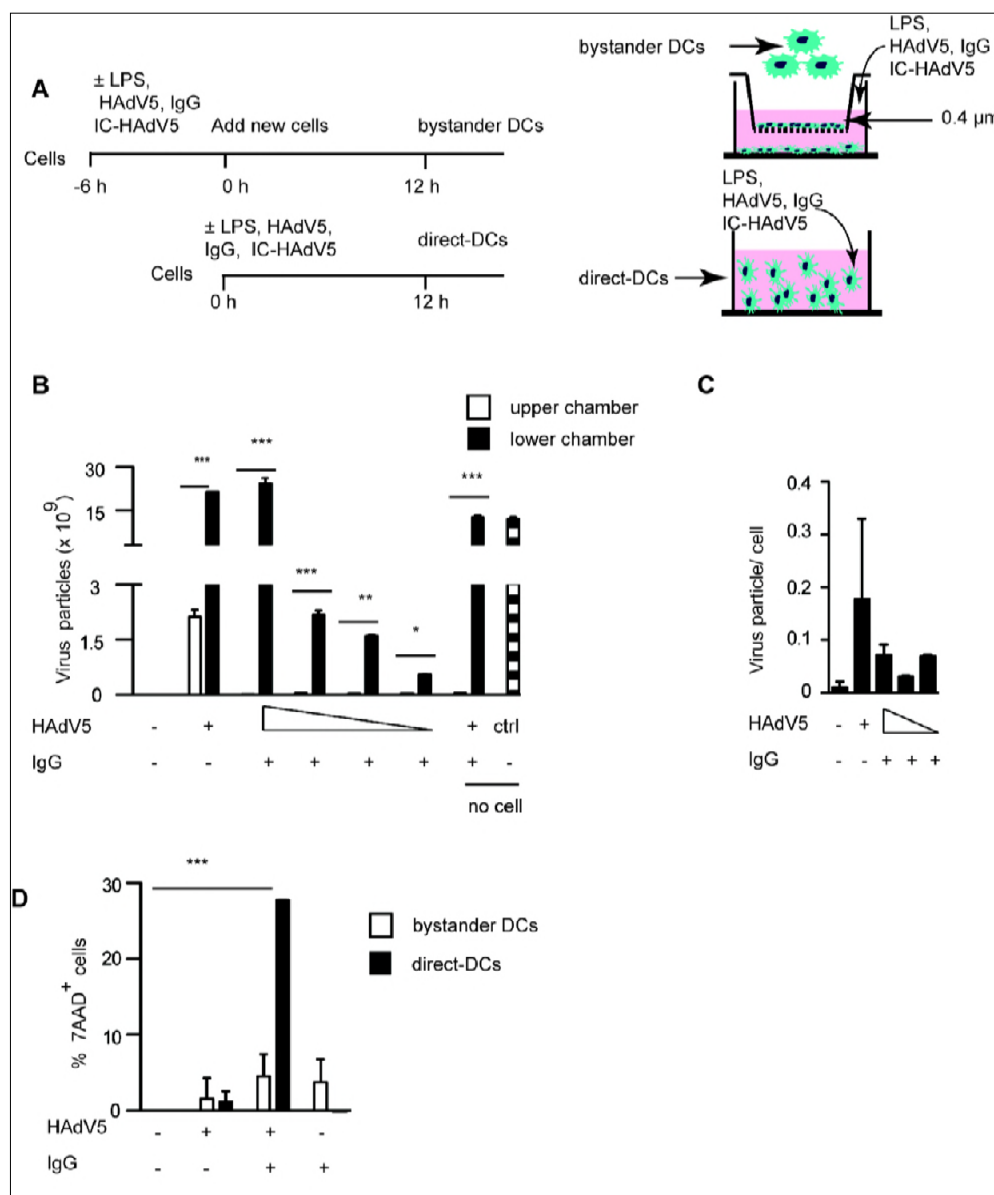 A
± LPS,
HAdV5, IgG
IC-HAdV5
Add new cells
bystander DCs
Cells
-6 h
0 h
12 h
± LPS, HAdV5,
IgG, IC-HAdV5
direct-DCs
Cells
0 h
12 h
bystander DCs
LPS,
HAdV5, IgG
IC-HAdV5
0.4 µm
LPS,
HAdV5, IgG
IC-HAdV5
direct-DCs
B
upper chamber
lower chamber
Virus particles (x 10^9)
30
15
3
1.5
0
***
***
***
**
*
***
HAdV5 - + + ctrl
IgG - - + + + + + -
no cell
C
Virus particle/ cell
0.4
0.3
0.2
0.1
0
HAdV5 - +
IgG - - + + +
D
***
% 7AAD+ cells
30
20
10
0
bystander DCs
direct-DCs
HAdV5 - + + -
IgG - - + +